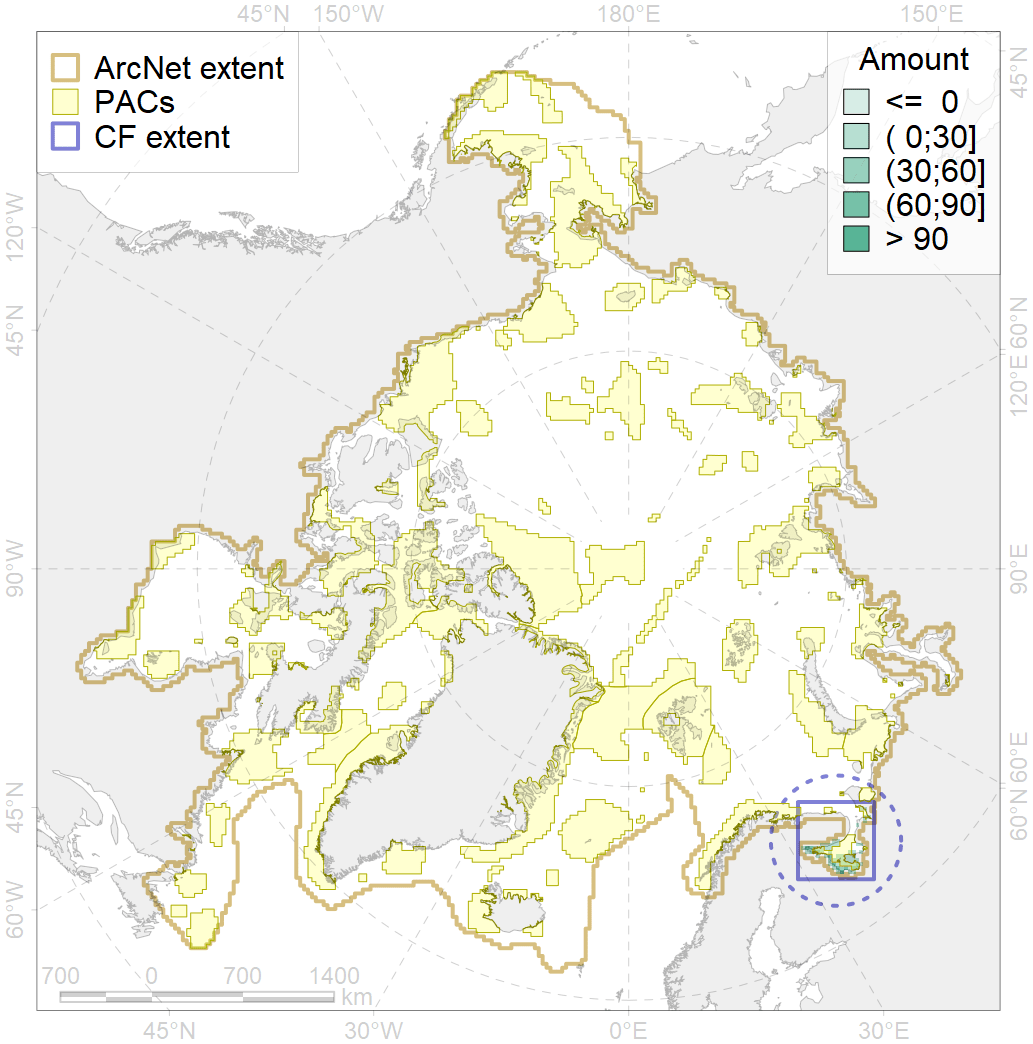 45°N 150°W 180°E 150°E
ArcNet extent
PACs
CF extent
Amount
<= 0
( 0;30]
(30;60]
(60;90]
> 90
45°N
120°W
45°N
90°W
45°N
60°W
60°N
120°E
90°E
60°E
60°N
700 0 700 1400
km
45°N 30°W 0°E 30°E